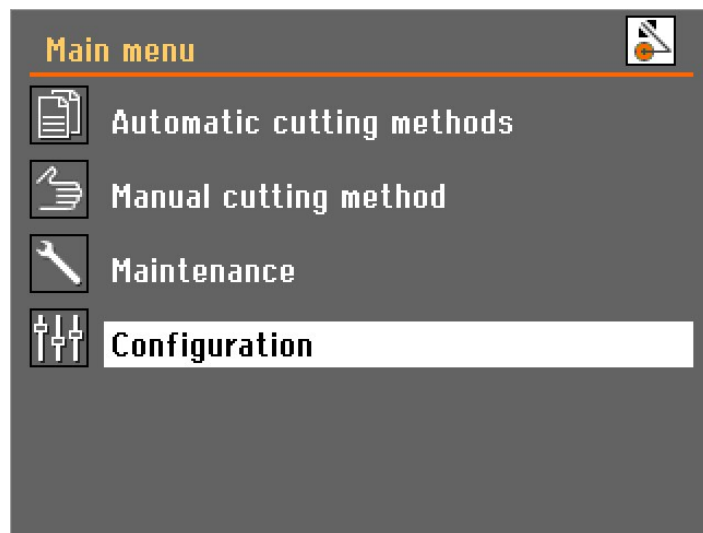 Main menu
Automatic cutting methods
Manual cutting method
Maintenance
Configuration